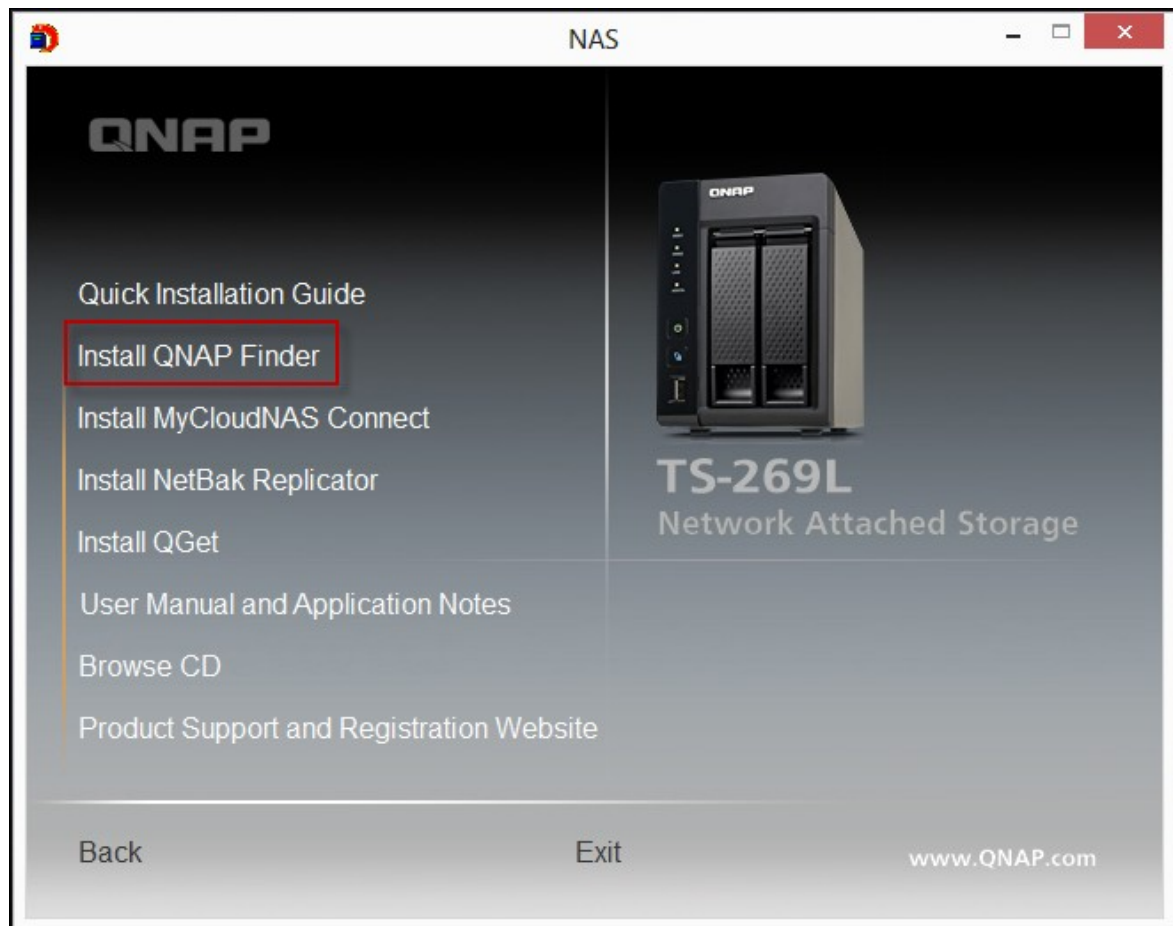 NAS
QNAP
QNAP
Quick Installation Guide
Install QNAP Finder
Install MyCloudNAS Connect
Install NetBak Replicator
Install QGet
User Manual and Application Notes
Browse CD
Product Support and Registration Website
TS-269L
Network Attached Storage
Back
Exit
www.QNAP.com